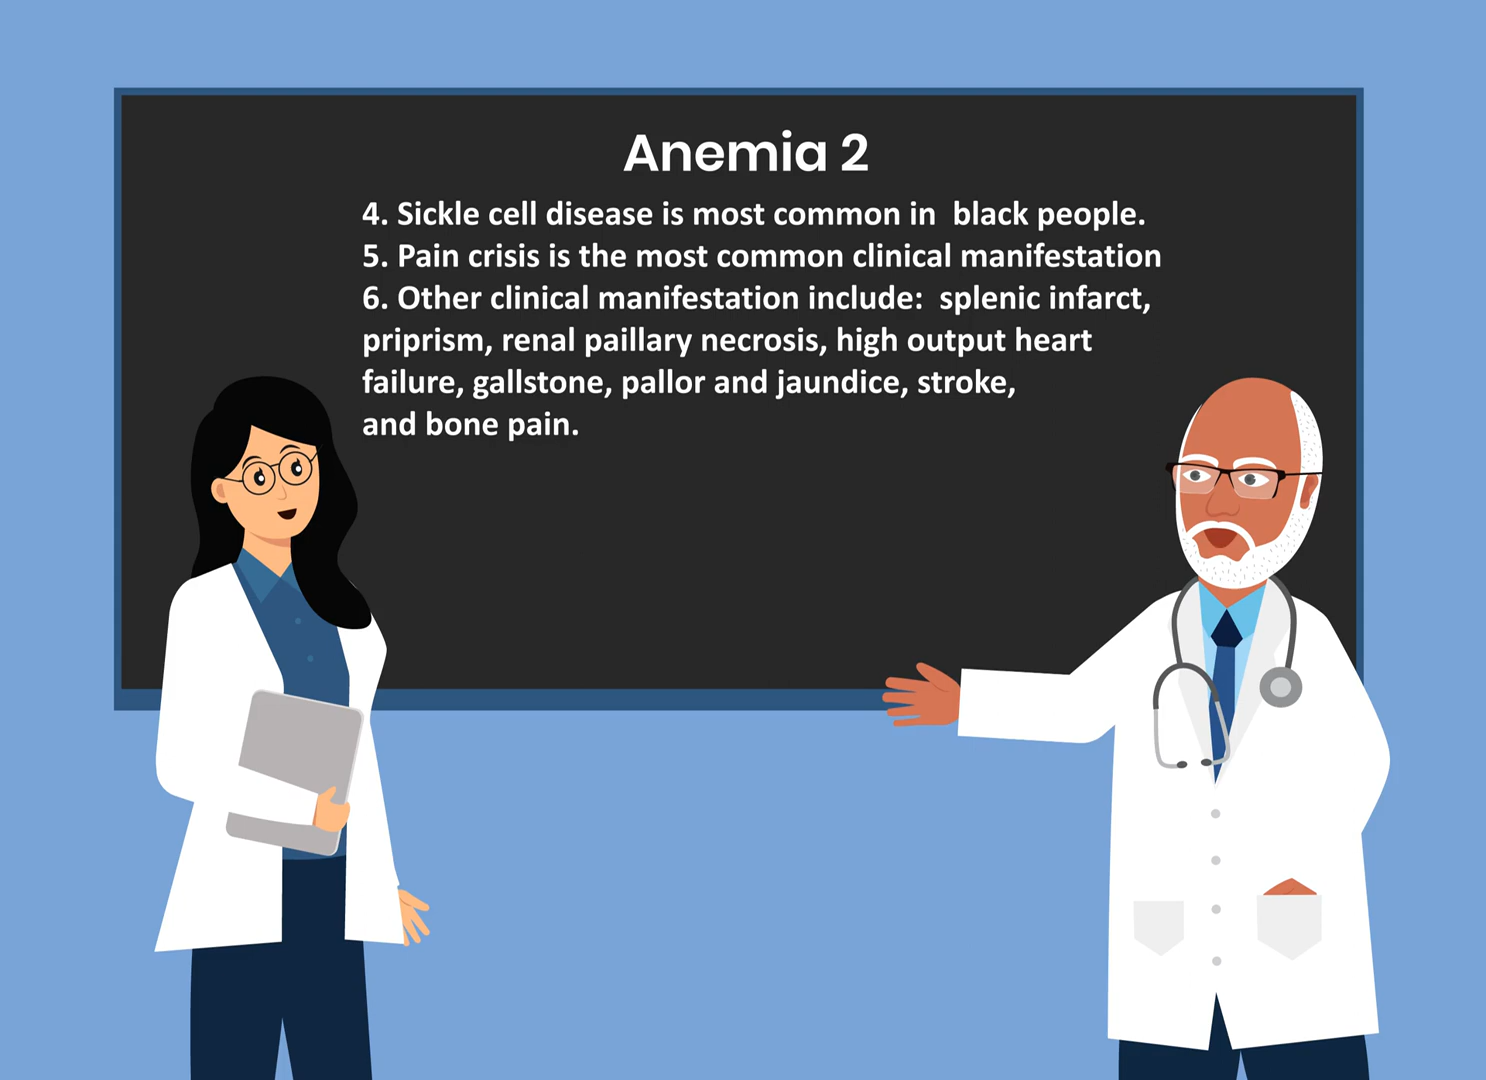 Anemia 2
4. Sickle cell disease is most common in  black people.
5. Pain crisis is the most common clinical manifestation
6. Other clinical manifestation include:  splenic infarct,
priprism, renal paillary necrosis, high output heart
failure, gallstone, pallor and jaundice, stroke,
and bone pain.